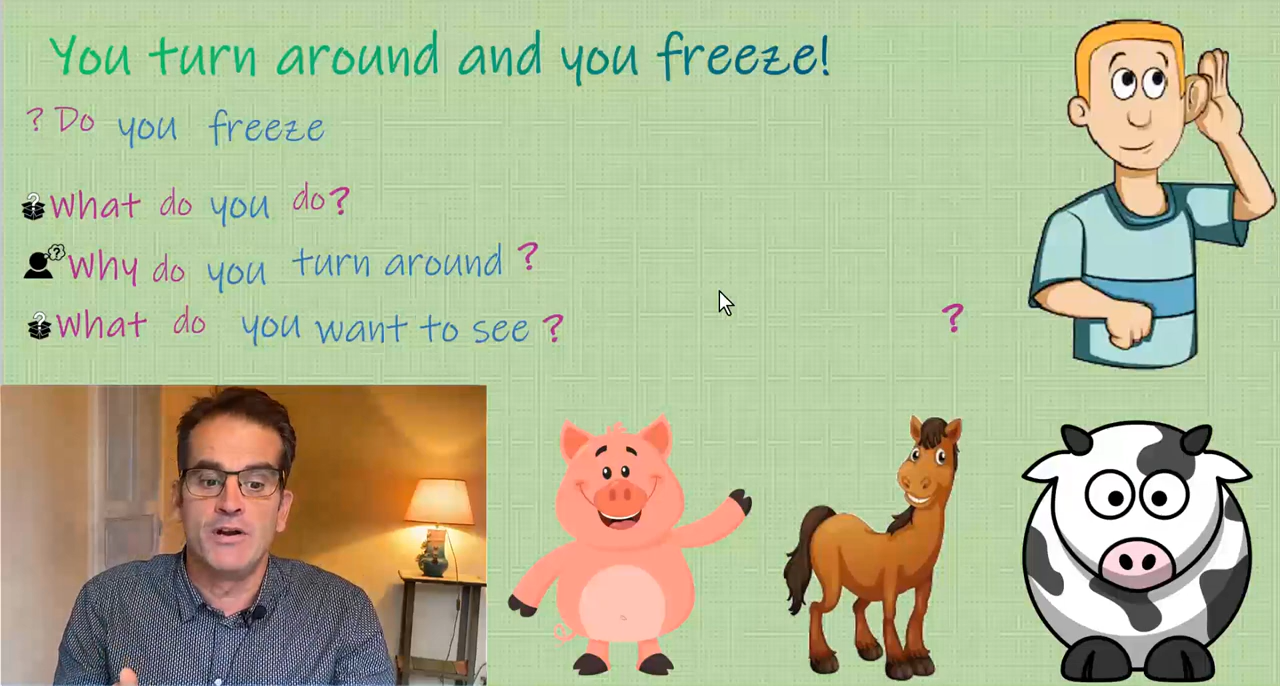 You turn around and you freeze!
? Do you freeze
What do you do?
Why do you turn around ?
What do you want to see ?
?